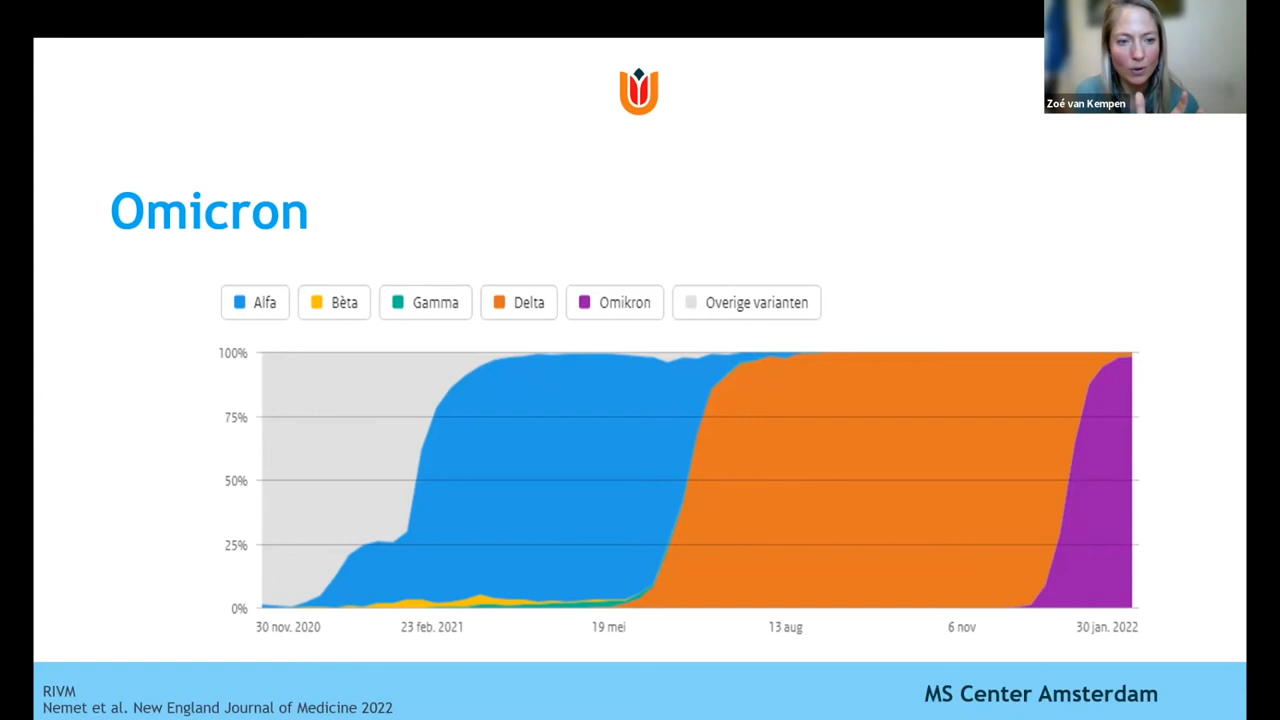 Zoé van Kempen
Omicron
Alfa
Bèta
Gamma
Delta
Omikron
Overige varianten
100%
75%
50%
25%
0%
30 nov. 2020
23 feb. 2021
19 mei
13 aug
6 nov
30 jan. 2022
RIVM
Nemet et al. New England Journal of Medicine 2022
MS Center Amsterdam